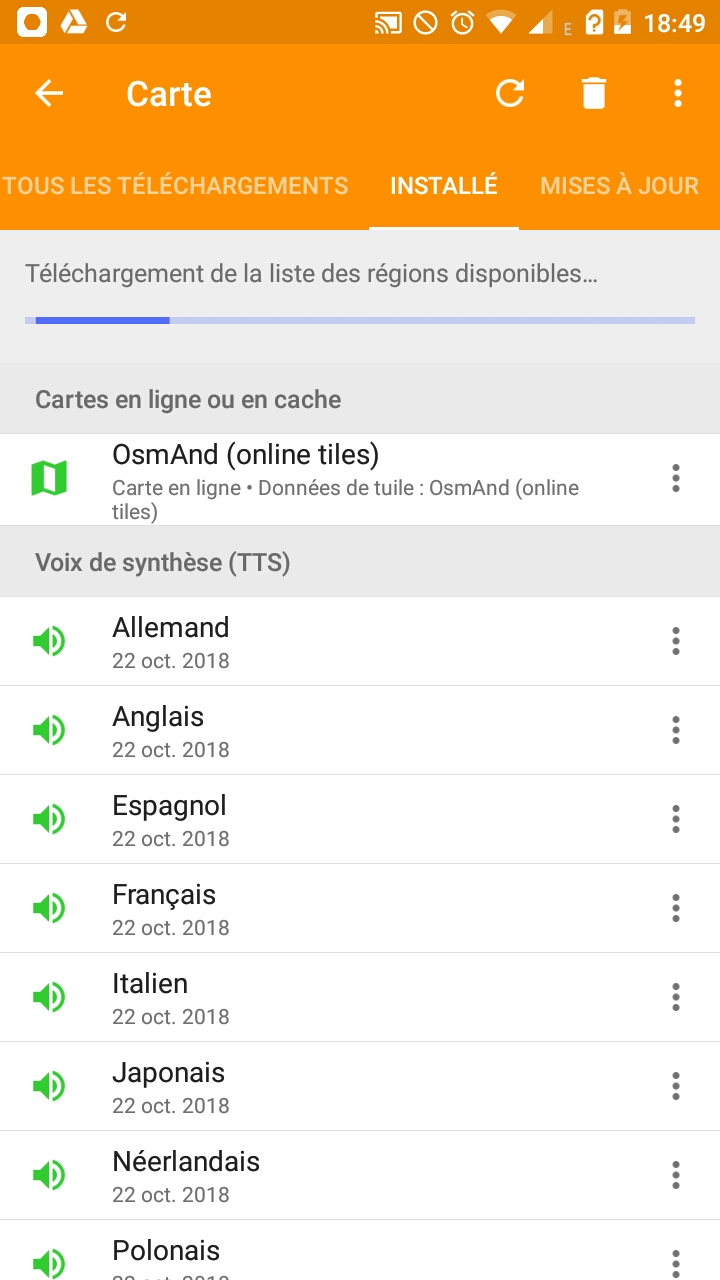 E
18:49
Carte
TOUS LES TÉLÉCHARGEMENTS
INSTALLÉ
MISES À JOUR
Téléchargement de la liste des régions disponibles…
Cartes en ligne ou en cache
OsmAnd (online tiles)
Carte en ligne • Données de tuile : OsmAnd (online
tiles)
Voix de synthèse (TTS)
Allemand
22 oct. 2018
Anglais
22 oct. 2018
Espagnol
22 oct. 2018
Français
22 oct. 2018
Italien
22 oct. 2018
Japonais
22 oct. 2018
Néerlandais
22 oct. 2018
Polonais